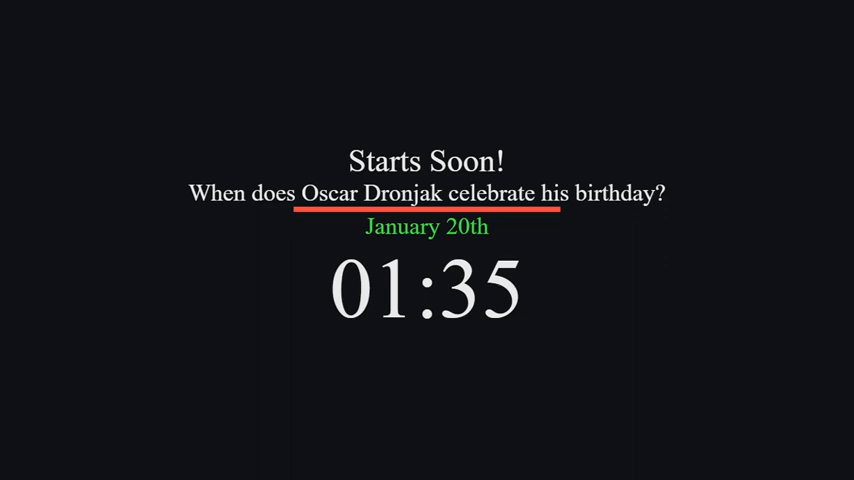 Starts Soon!
When does Oscar Dronjak celebrate his birthday?
January 20th
01:35